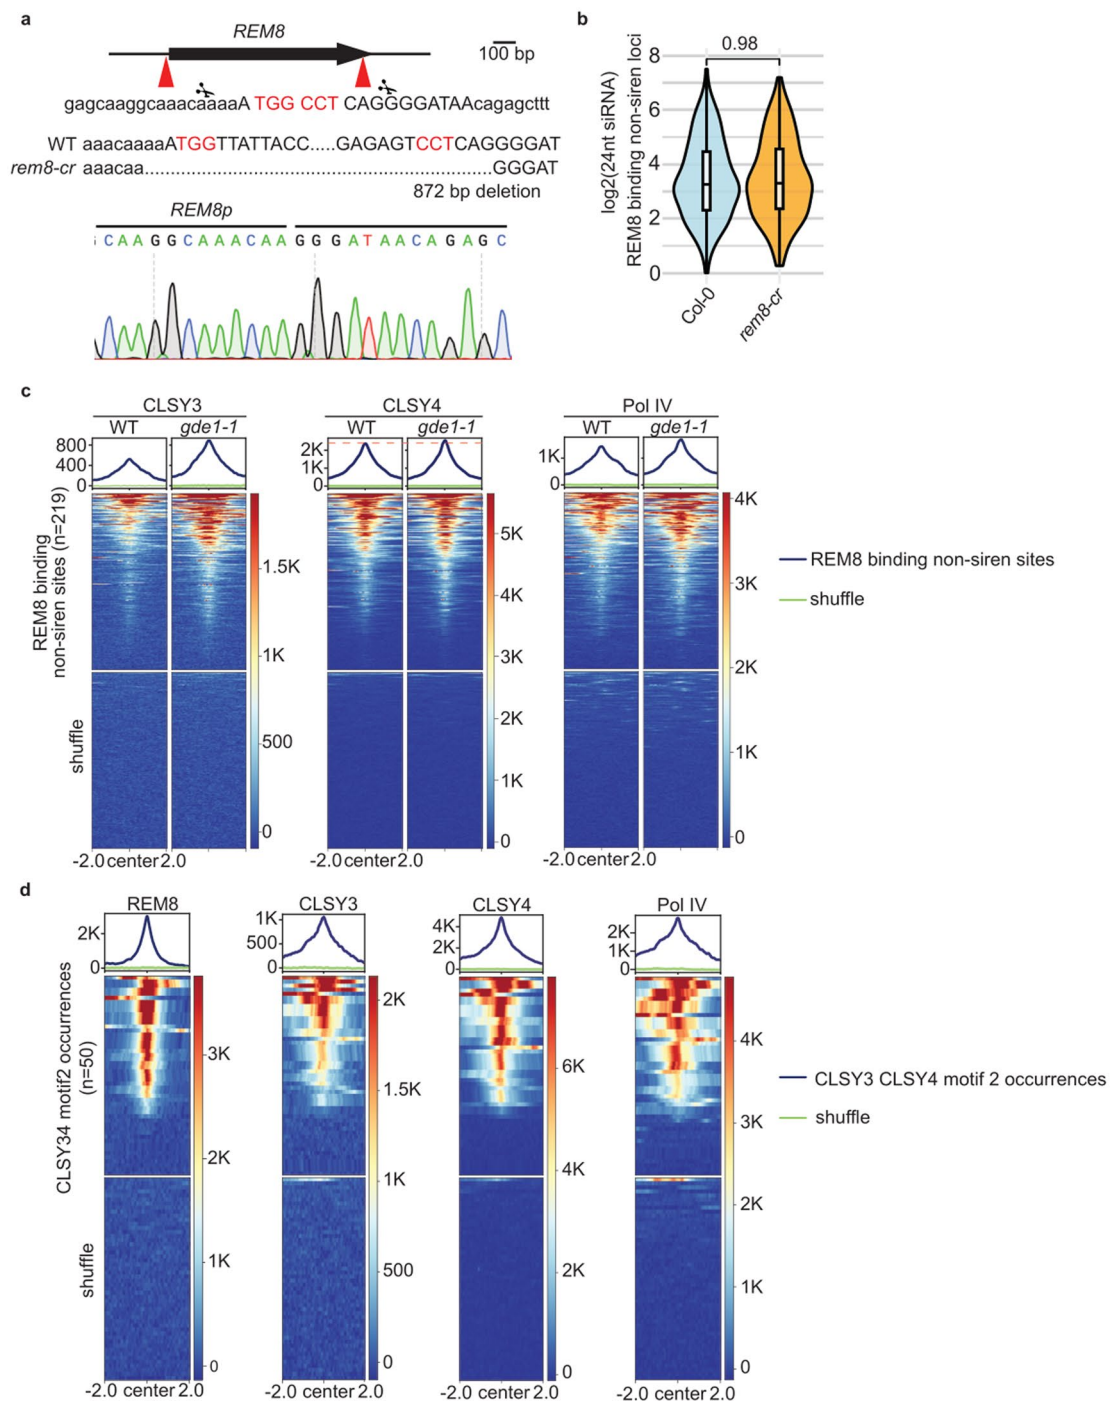 a
REM8
100 bp
gagcaaggcaaacaaaaA TGG CCT CAGGGGATAAcagagcttt
WT aaacaaaaATGGTTATTACC.....GAGAGTCCTCAGGGGAT
rem8-cr aaacaa..........................................................GGGAT
872 bp deletion
REM8p
CAAGGCAAACAA GGGATAACAGAGC
b
0.98
log2(24nt siRNA)
REM8 binding non-siren loci
8
6
4
2
0
Col-0
rem8-cr
c
CLSY3
CLSY4
Pol IV
WT
gde1-1
WT
gde1-1
WT
gde1-1
800
400
0
2K
1K
0
1K
0
REM8 binding
non-siren sites (n=219)
shuffle
1.5K
1K
500
0
5K
4K
3K
2K
1K
0
4K
3K
2K
1K
0
REM8 binding non-siren sites
shuffle
-2.0 center 2.0
-2.0 center 2.0
-2.0 center 2.0
d
REM8
CLSY3
CLSY4
Pol IV
2K
0
1K
500
0
4K
2K
0
2K
1K
0
CLSY34 motif2 occurrences
(n=50)
shuffle
3K
2K
1K
0
2K
1.5K
1K
500
0
6K
4K
2K
0
4K
3K
2K
1K
0
CLSY3 CLSY4 motif 2 occurrences
shuffle
-2.0 center 2.0
-2.0 center 2.0
-2.0 center 2.0
-2.0 center 2.0